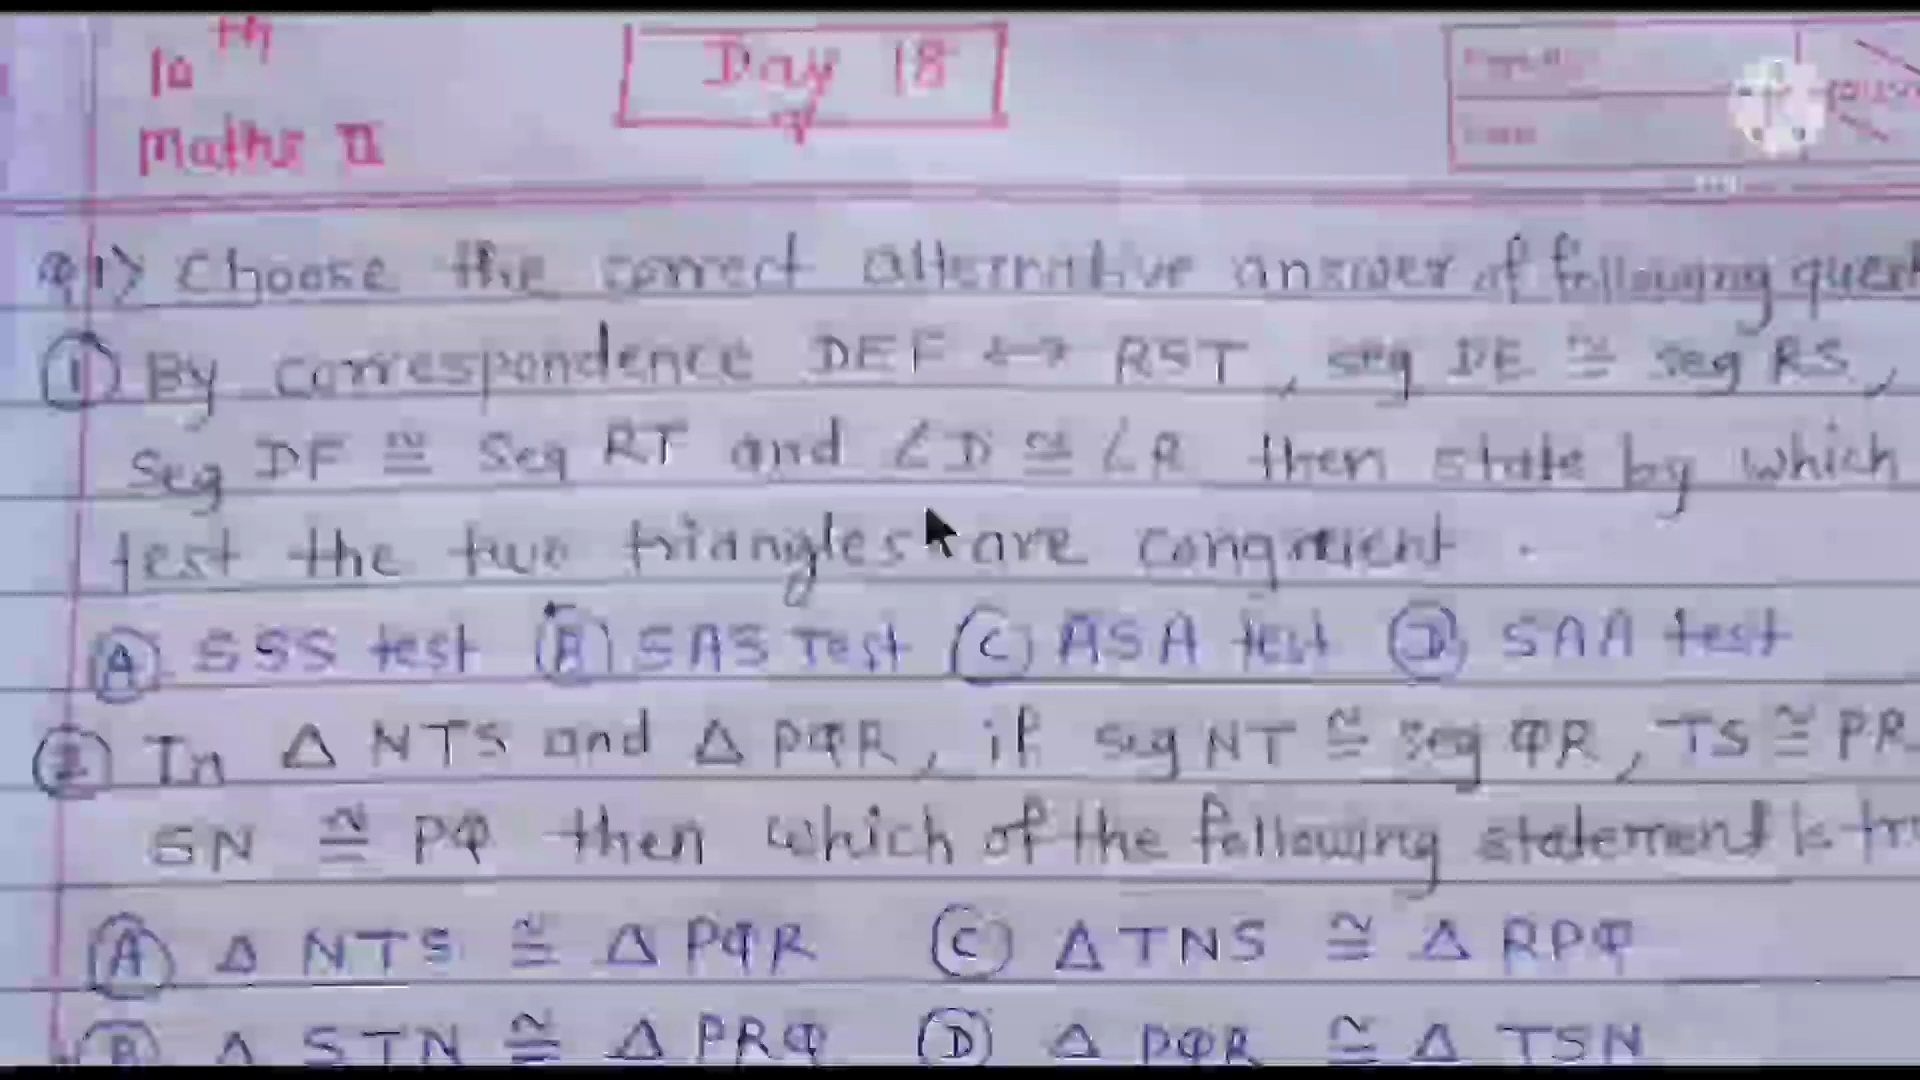 10th
Day 18
Maths II
Q1) Choose the correct alternative answer of following quest
① By correspondence DEF ↔ RST, seg DE ≅ seg RS,
seg DF ≅ seg RT and ∠D ≅ ∠R then state by which
test the two triangles are congruent.
Ⓐ SSS test Ⓑ SAS Test Ⓒ ASA test Ⓓ SAA test
② In Δ NTS and Δ PQR, if seg NT ≅ seg QR, TS ≅ PR
SN ≅ PQ then which of the following statement is tru
Ⓐ Δ NTS ≅ Δ PQR Ⓒ Δ TNS ≅ Δ RPQ
Ⓑ Δ STN ≅ Δ PRQ Ⓓ Δ PQR ≅ Δ TSN